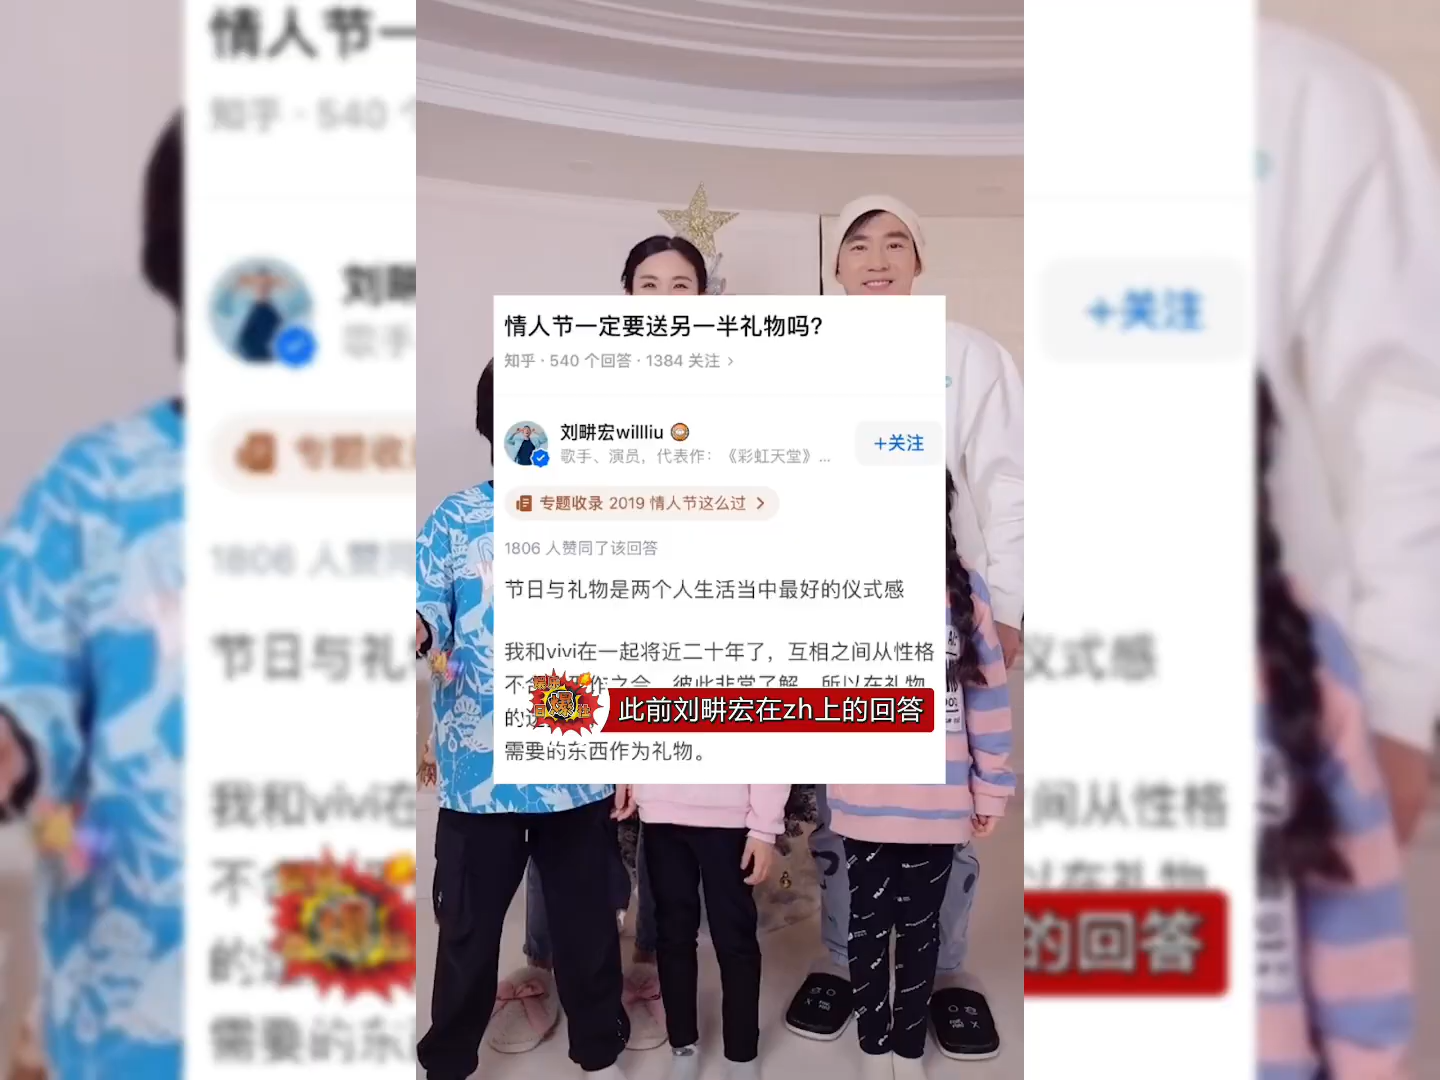 情人节一定要送另一半礼物吗?
知乎 · 540 个回答 · 1384 关注 >
刘畊宏willliu
+关注
歌手、演员，代表作：《彩虹天堂》...
专题收录 2019 情人节这么过 >
1806 人赞同了该回答
节日与礼物是两个人生活当中最好的仪式感
我和vivi在一起将近二十年了，互相之间从性格
爆
此前刘畊宏在zh上的回答
需要的东西作为礼物。